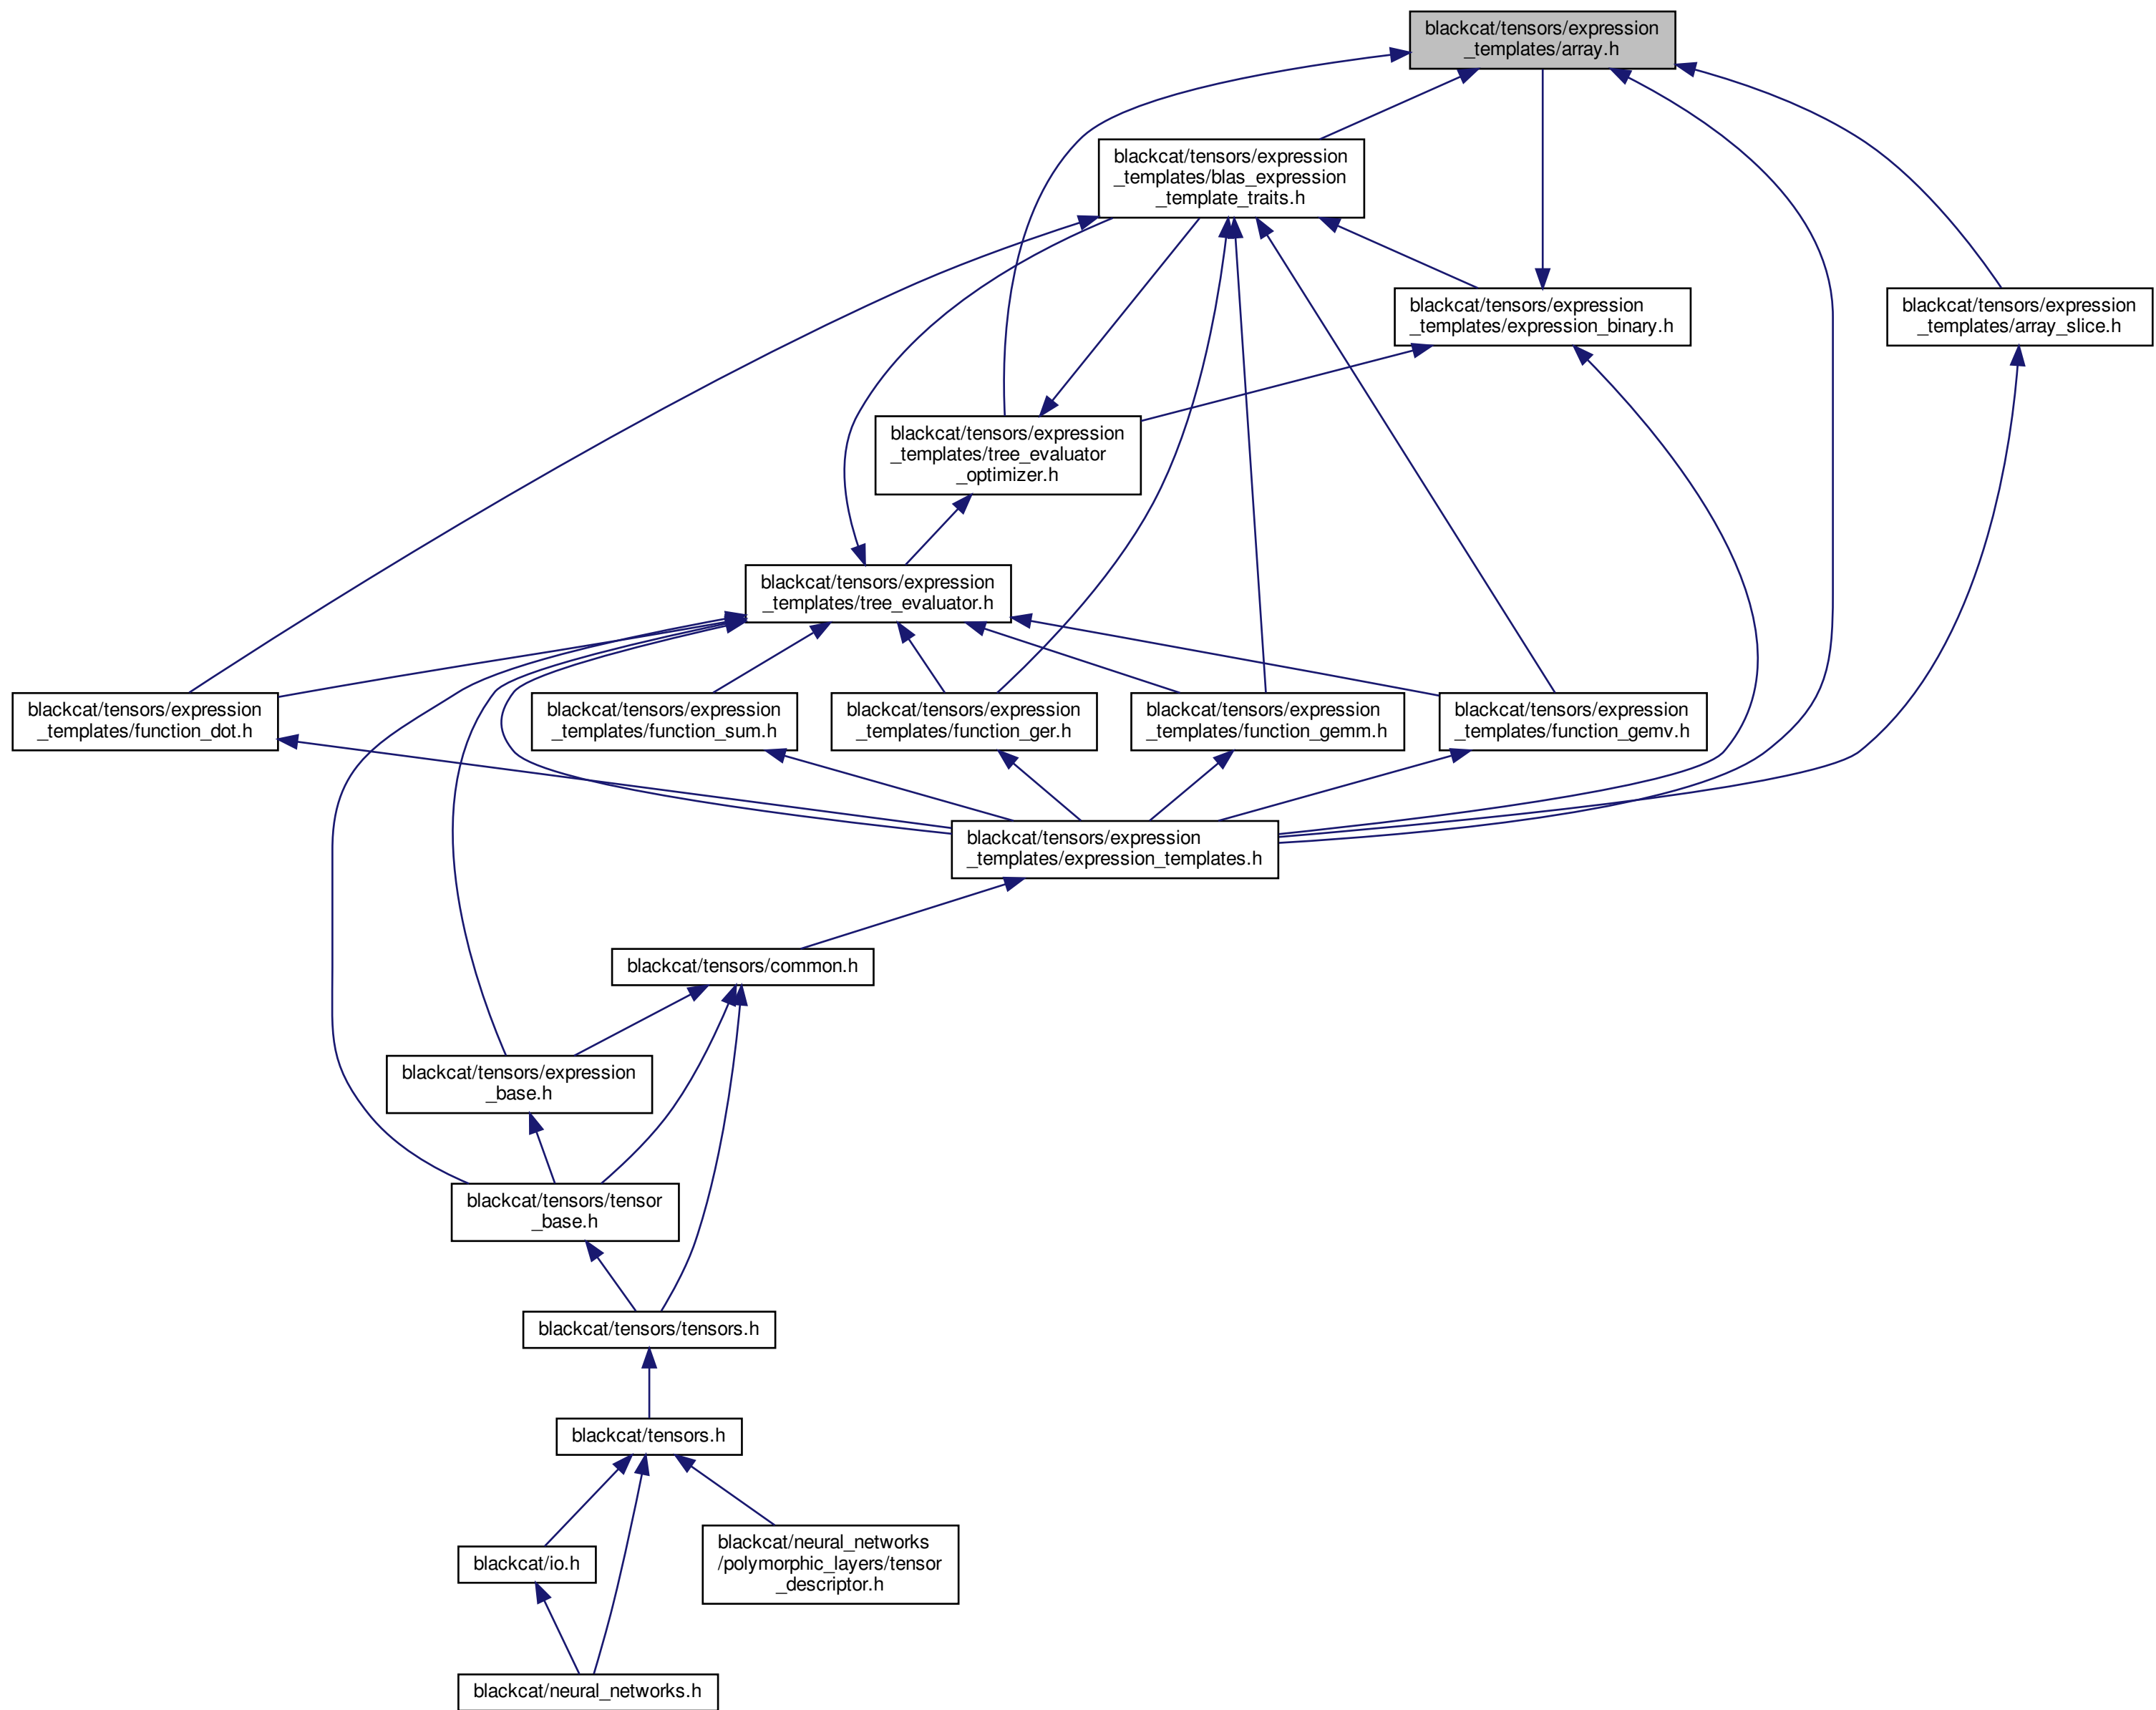 blackcat/tensors/expression
_templates/array.h
blackcat/tensors/expression
_templates/blas_expression
_template_traits.h
blackcat/tensors/expression
_templates/expression_binary.h
blackcat/tensors/expression
_templates/array_slice.h
blackcat/tensors/expression
_templates/tree_evaluator
_optimizer.h
blackcat/tensors/expression
_templates/tree_evaluator.h
blackcat/tensors/expression
_templates/function_dot.h
blackcat/tensors/expression
_templates/function_sum.h
blackcat/tensors/expression
_templates/function_ger.h
blackcat/tensors/expression
_templates/function_gemm.h
blackcat/tensors/expression
_templates/function_gemv.h
blackcat/tensors/expression
_templates/expression_templates.h
blackcat/tensors/common.h
blackcat/tensors/expression
_base.h
blackcat/tensors/tensor
_base.h
blackcat/tensors/tensors.h
blackcat/tensors.h
blackcat/io.h
blackcat/neural_networks
/polymorphic_layers/tensor
_descriptor.h
blackcat/neural_networks.h